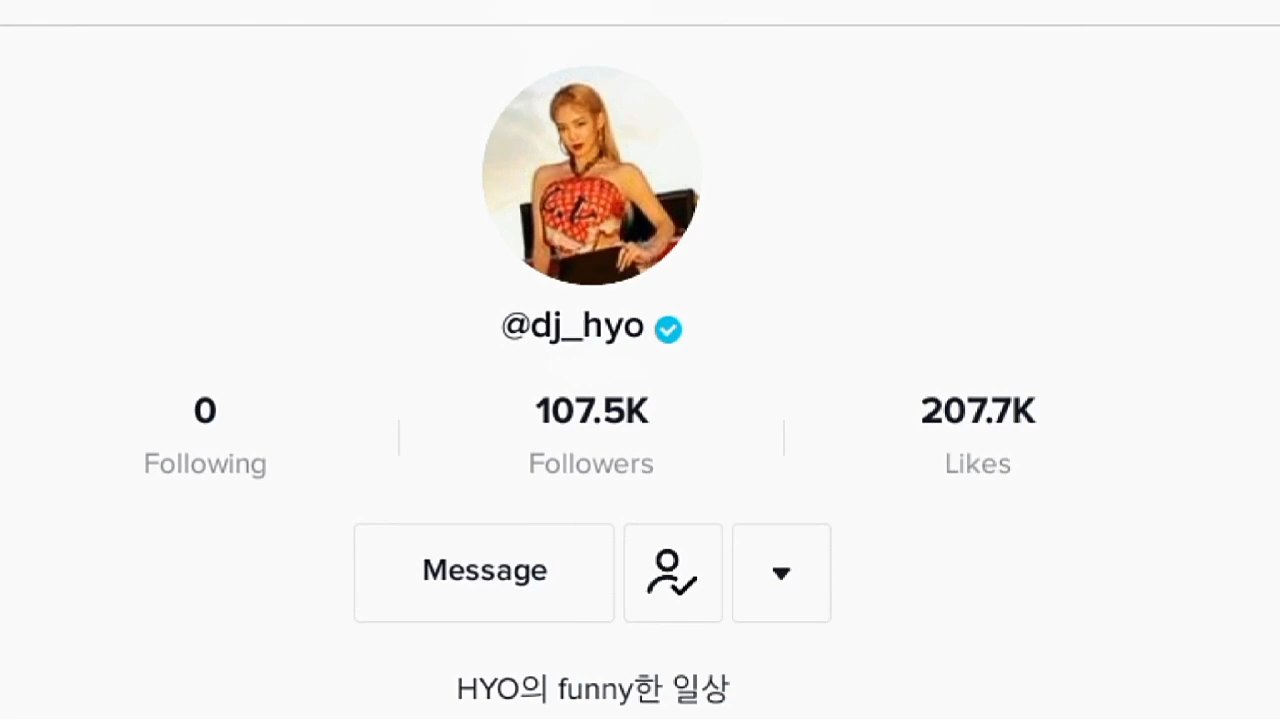 @dj_hyo
0
Following
107.5K
Followers
207.7K
Likes
Message
HYO의 funny한 일상